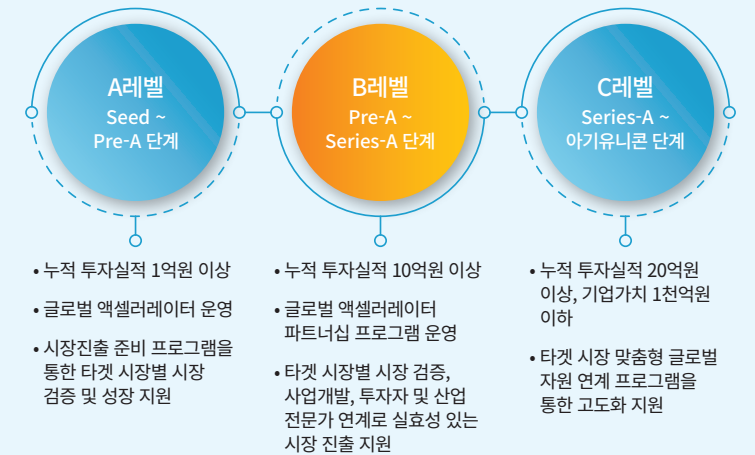 A레벨
Seed ~
Pre-A 단계
B레벨
Pre-A ~
Series-A 단계
C레벨
Series-A ~
아기유니콘 단계
• 누적 투자실적 1억원 이상
• 글로벌 액셀러레이터 운영
• 시장진출 준비 프로그램을
통한 타겟 시장별 시장
검증 및 성장 지원
• 누적 투자실적 10억원 이상
• 글로벌 액셀러레이터
파트너십 프로그램 운영
• 타겟 시장별 시장 검증,
사업개발, 투자자 및 산업
전문가 연계로 실효성 있는
시장 진출 지원
• 누적 투자실적 20억원
이상, 기업가치 1천억원
이하
• 타겟 시장 맞춤형 글로벌
자원 연계 프로그램을
통한 고도화 지원